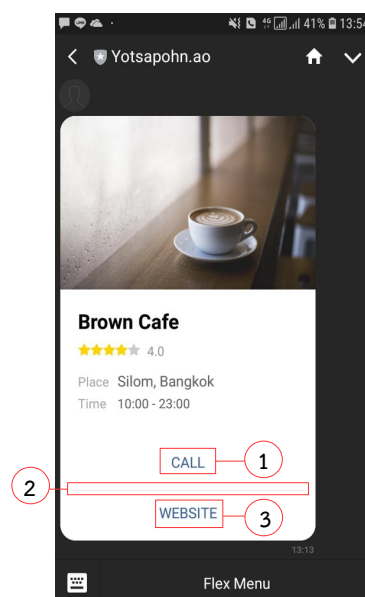 4G 41% 13:54
Yotsapohn.ao
Brown Cafe
4.0
Place Silom, Bangkok
Time 10:00 - 23:00
CALL 1
2
WEBSITE 3
13:13
Flex Menu